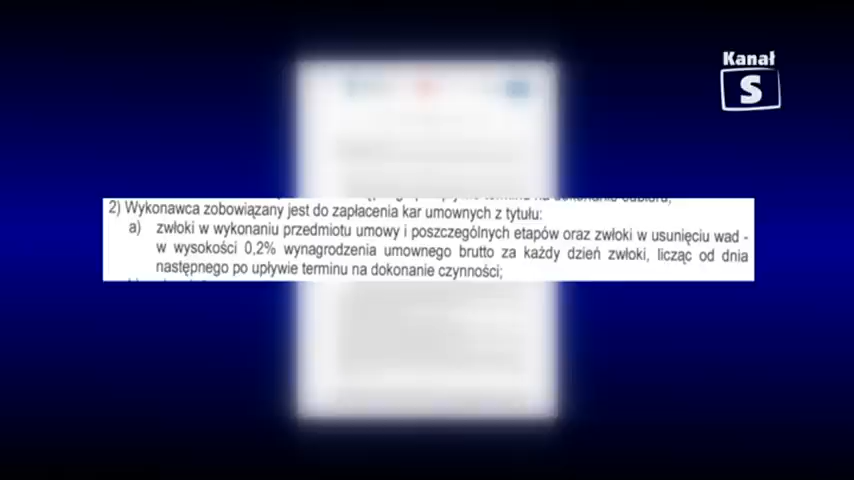 Kanał
S
2) Wykonawca zobowiązany jest do zapłacenia kar umownych z tytułu:
a) zwłoki w wykonaniu przedmiotu umowy i poszczególnych etapów oraz zwłoki w usunięciu wad -
w wysokości 0,2% wynagrodzenia umownego brutto za każdy dzień zwłoki, licząc od dnia
następnego po upływie terminu na dokonanie czynności;